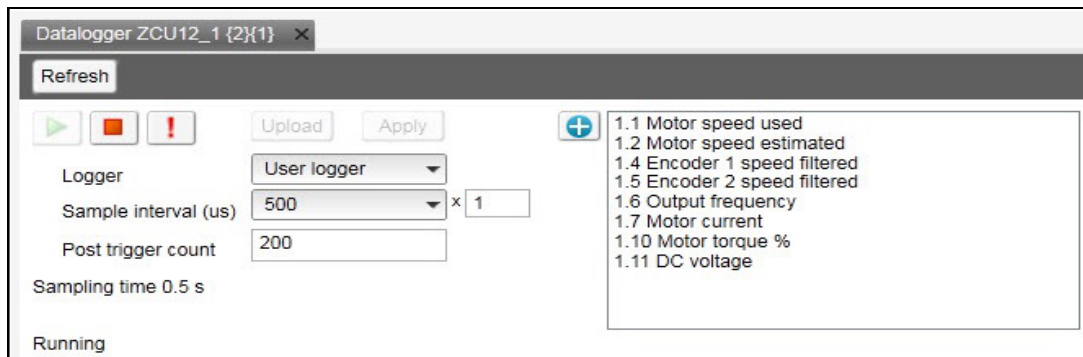 Datalogger ZCU12_1 {2}{1} ×
Refresh
! Upload Apply
Logger User logger
Sample interval (us) 500 x 1
Post trigger count 200
Sampling time 0.5 s
Running
1.1 Motor speed used
1.2 Motor speed estimated
1.4 Encoder 1 speed filtered
1.5 Encoder 2 speed filtered
1.6 Output frequency
1.7 Motor current
1.10 Motor torque %
1.11 DC voltage